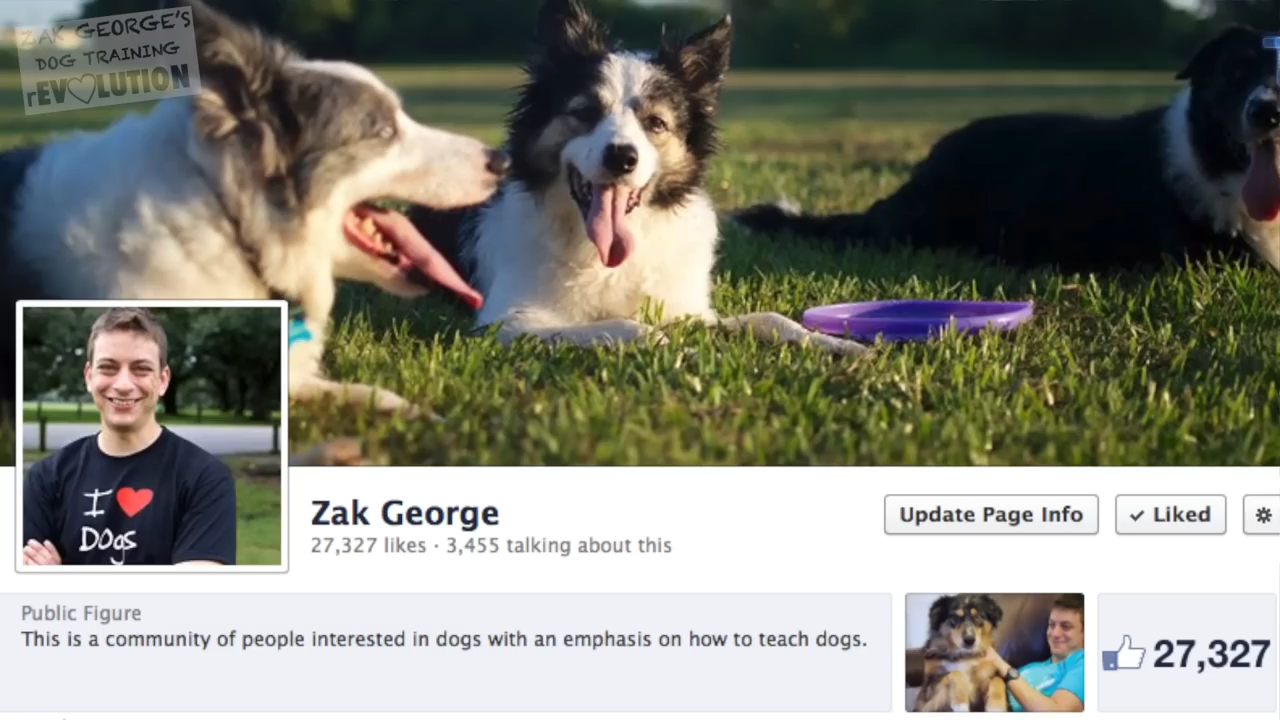 ZAK GEORGE'S
DOG TRAINING
rEVOLUTION
I
DOgs
Zak George
27,327 likes · 3,455 talking about this
Update Page Info
Liked
Public Figure
This is a community of people interested in dogs with an emphasis on how to teach dogs.
27,327